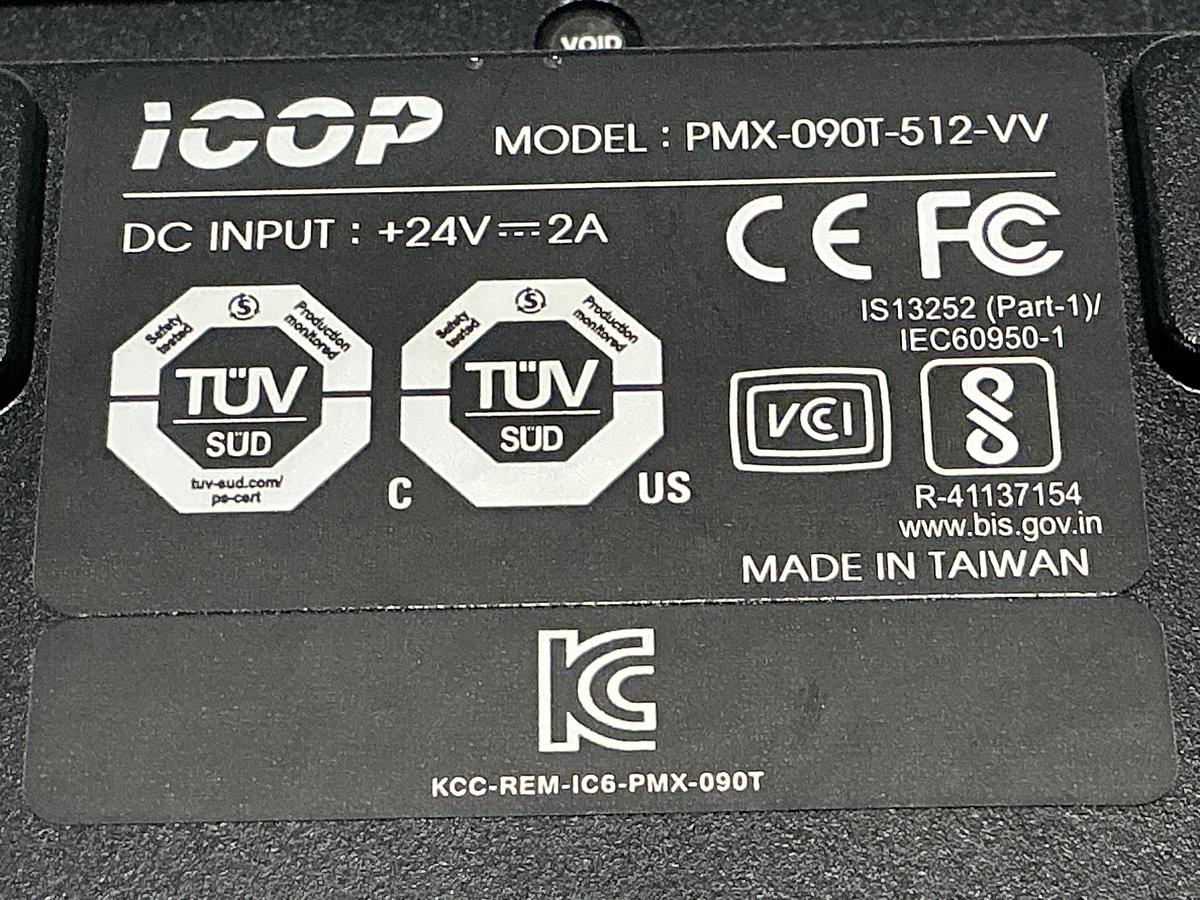 VOID
iCOP
MODEL : PMX-090T-512-VV
DC INPUT : +24V⎓2A
CE FC
IS13252 (Part-1)/
IEC60950-1
Safety tested
Production monitored
TÜV
SÜD
tuv-sud.com/
ps-cert
Safety tested
Production monitored
TÜV
SÜD
C US
VCCI
R-41137154
www.bis.gov.in
MADE IN TAIWAN
KC
KCC-REM-IC6-PMX-090T